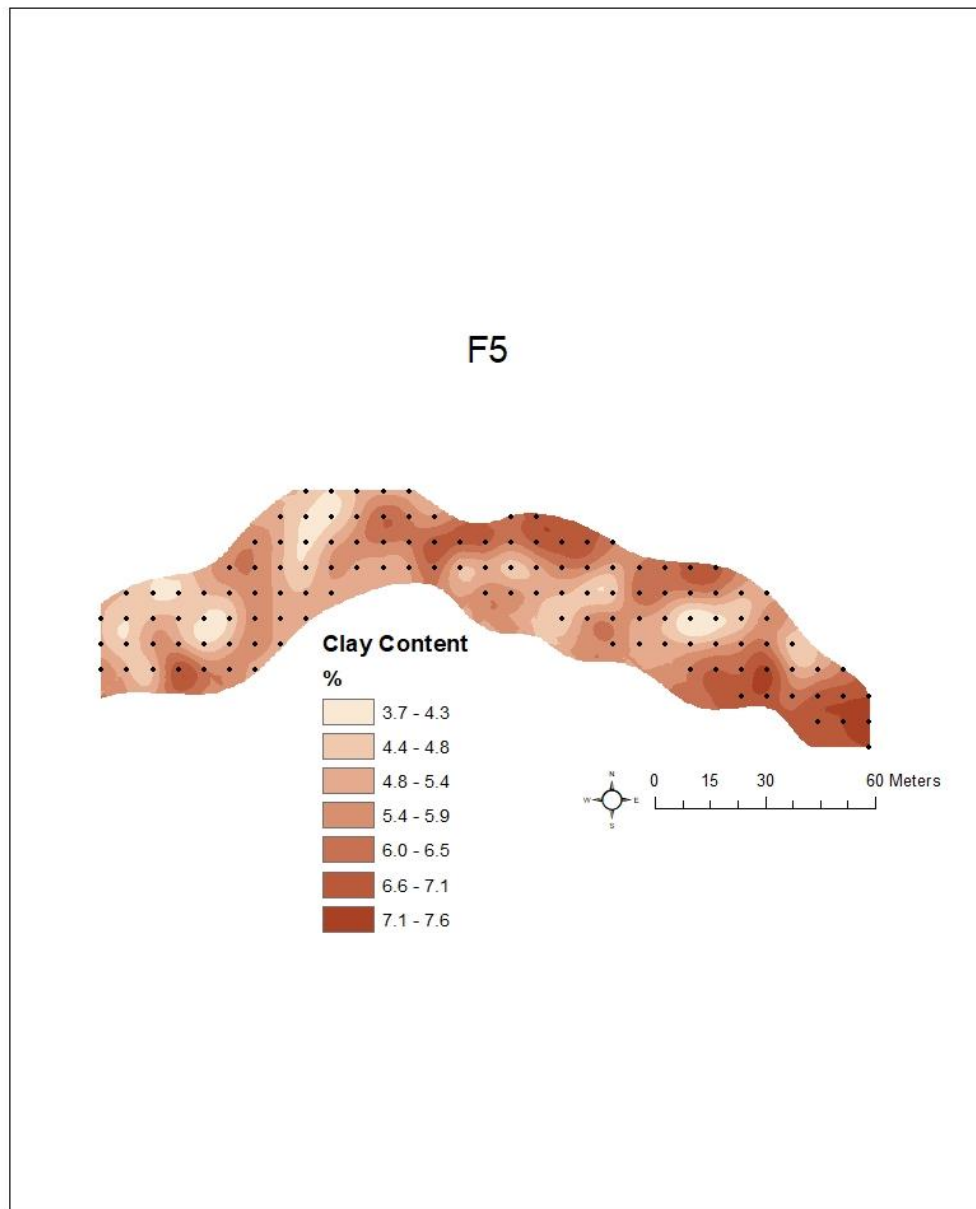 F5
Clay Content
%
3.7 - 4.3
4.4 - 4.8
4.8 - 5.4
5.4 - 5.9
6.0 - 6.5
6.6 - 7.1
7.1 - 7.6
N
W E
S
0 15 30 60 Meters